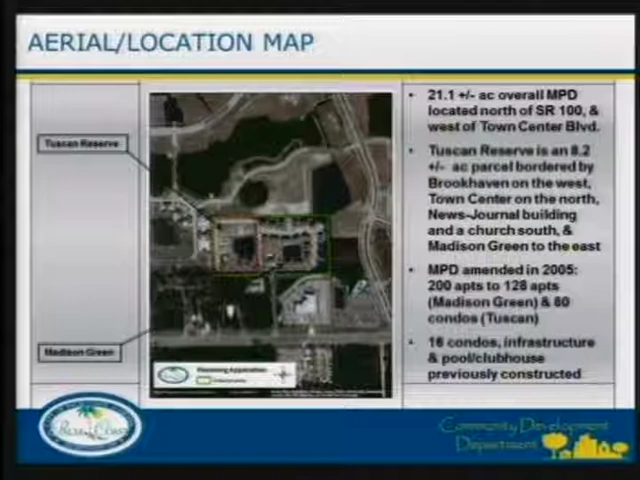 AERIAL/LOCATION MAP
Tuscan Reserve
Madison Green
• 21.1 +/- ac overall MPD
located north of SR 100, &
west of Town Center Blvd.
• Tuscan Reserve is an 8.2
+/- ac parcel bordered by
Brookhaven on the west,
Town Center on the north,
News-Journal building
and a church south, &
Madison Green to the east
• MPD amended in 2005:
200 apts to 128 apts
(Madison Green) & 80
condos (Tuscan)
• 16 condos, infrastructure
& pool/clubhouse
previously constructed
PALM COAST
Community Development
Department